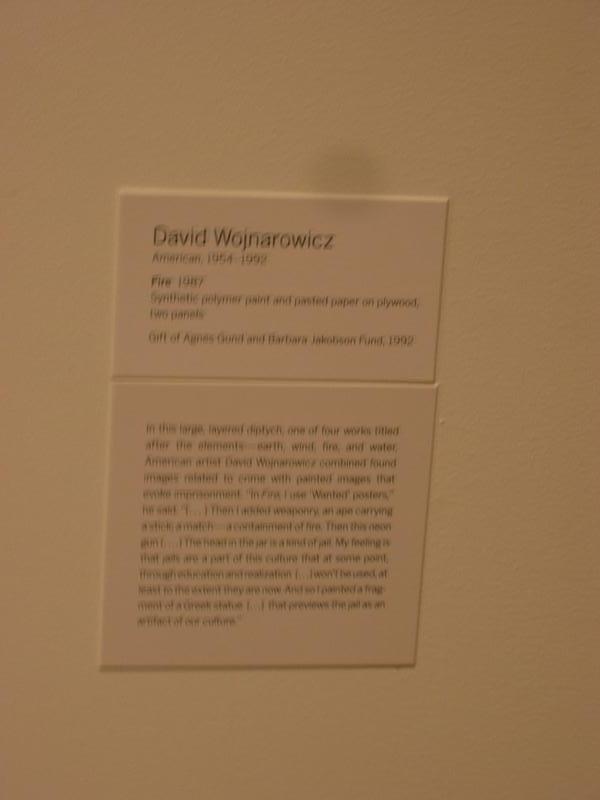 David Wojnarowicz
American, 1954–1992
Fire 1987
Synthetic polymer paint and pasted paper on plywood,
two panels
Gift of Agnes Gund and Barbara Jakobson Fund, 1992
In this large, layered diptych, one of four works titled
after the elements—earth, wind, fire, and water,
American artist David Wojnarowicz combined found
images related to crime with painted images that
evoke imprisonment. "In Fire, I use 'Wanted' posters,"
he said. "[. . .] Then I added weaponry, an ape carrying
a stick; a match—a containment of fire. Then this neon
gun [. . .] The head in the jar is a kind of jail. My feeling is
that jails are a part of this culture that at some point,
through education and realization [. . .] won't be used, at
least to the extent they are now. And so I painted a frag-
ment of a Greek statue [. . .] that previews the jail as an
artifact of our culture."